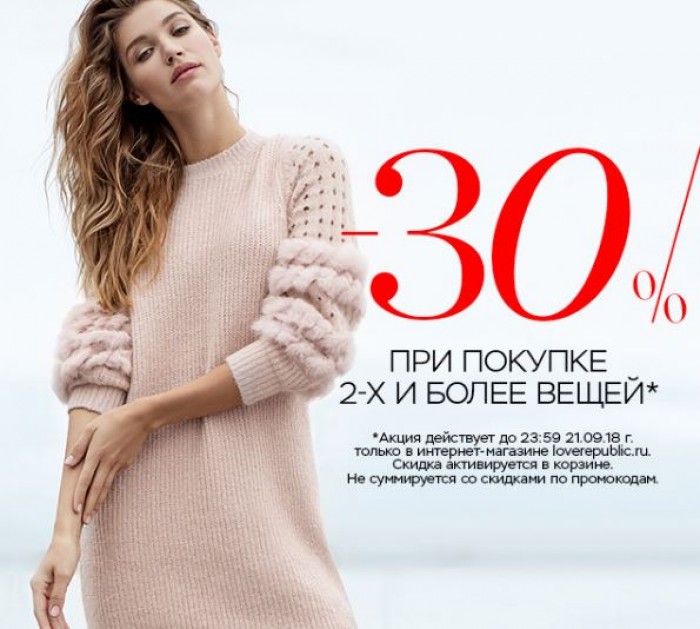 -30%
ПРИ ПОКУПКЕ
2-Х И БОЛЕЕ ВЕЩЕЙ*
*Акция действует до 23:59 21.09.18 г.
только в интернет-магазине loverepublic.ru.
Скидка активируется в корзине.
Не суммируется со скидками по промокодам.